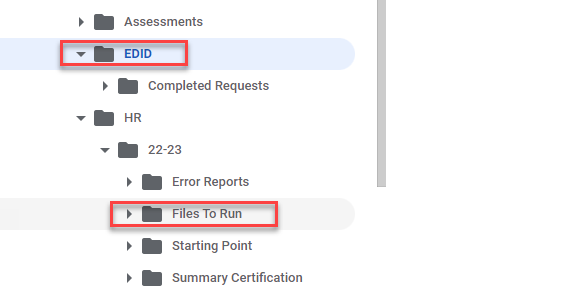 Assessments
EDID
Completed Requests
HR
22-23
Error Reports
Files To Run
Starting Point
Summary Certification